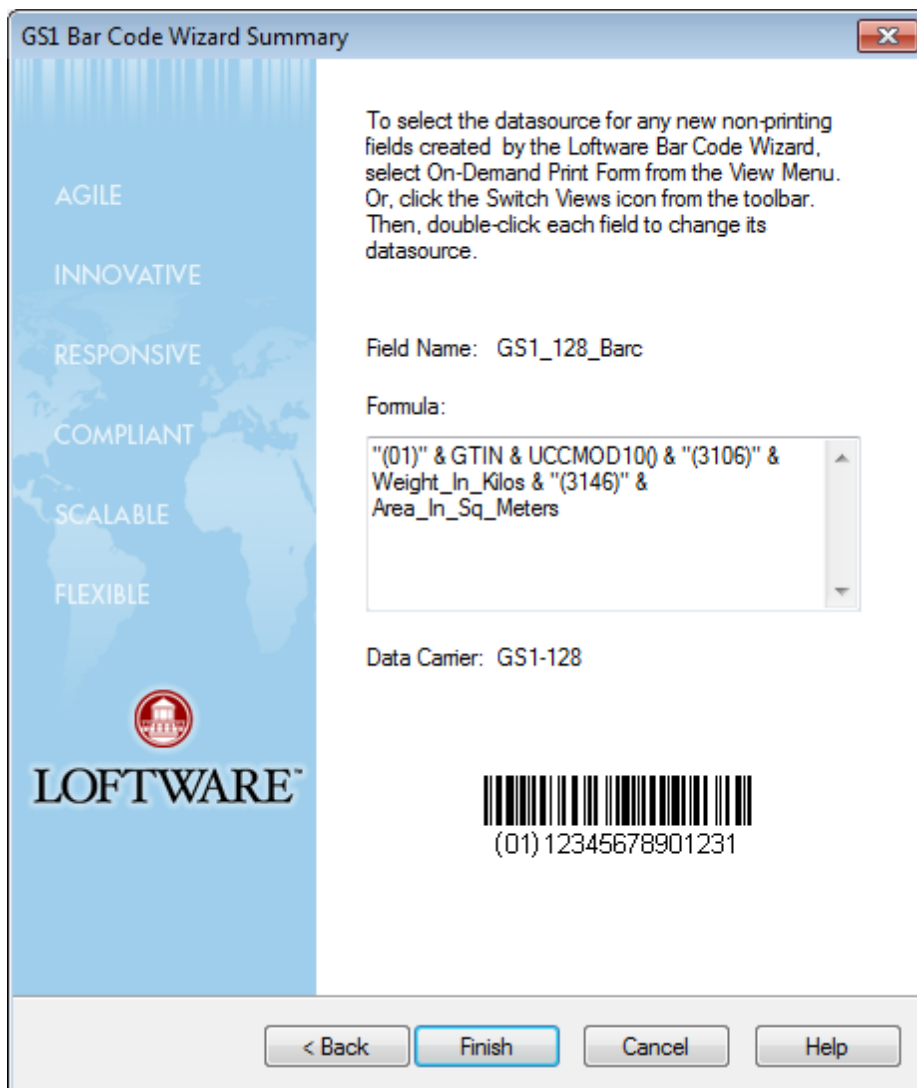 GS1 Bar Code Wizard Summary
AGILE
INNOVATIVE
RESPONSIVE
COMPLIANT
SCALABLE
FLEXIBLE
LOFTWARE™
To select the datasource for any new non-printing
fields created by the Loftware Bar Code Wizard,
select On-Demand Print Form from the View Menu.
Or, click the Switch Views icon from the toolbar.
Then, double-click each field to change its
datasource.
Field Name: GS1_128_Barc
Formula:
"(01)" & GTIN & UCCMOD10() & "(3106)" &
Weight_In_Kilos & "(3146)" &
Area_In_Sq_Meters
Data Carrier: GS1-128
(01)12345678901231
< Back Finish Cancel Help